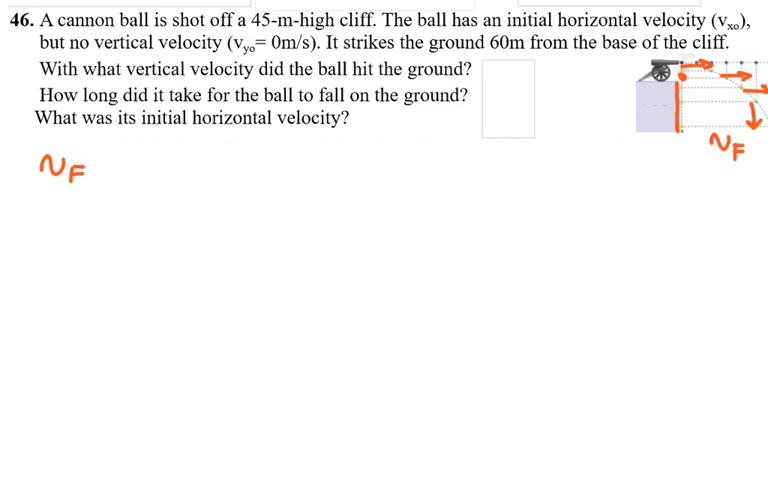 46. A cannon ball is shot off a 45-m-high cliff. The ball has an initial horizontal velocity (vxo),
but no vertical velocity (vyo= 0m/s). It strikes the ground 60m from the base of the cliff.
With what vertical velocity did the ball hit the ground?
How long did it take for the ball to fall on the ground?
What was its initial horizontal velocity?
VF
VF